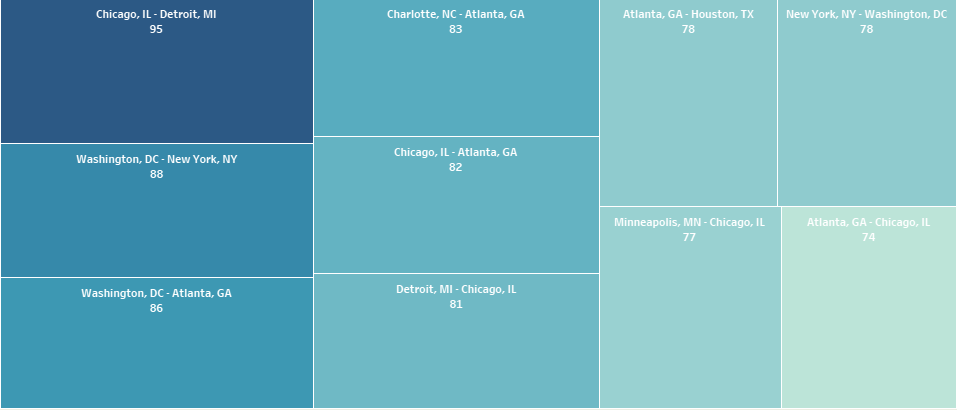 Chicago, IL - Detroit, MI
95
Washington, DC - New York, NY
88
Washington, DC - Atlanta, GA
86
Charlotte, NC - Atlanta, GA
83
Chicago, IL - Atlanta, GA
82
Detroit, MI - Chicago, IL
81
Atlanta, GA - Houston, TX
78
New York, NY - Washington, DC
78
Minneapolis, MN - Chicago, IL
77
Atlanta, GA - Chicago, IL
74